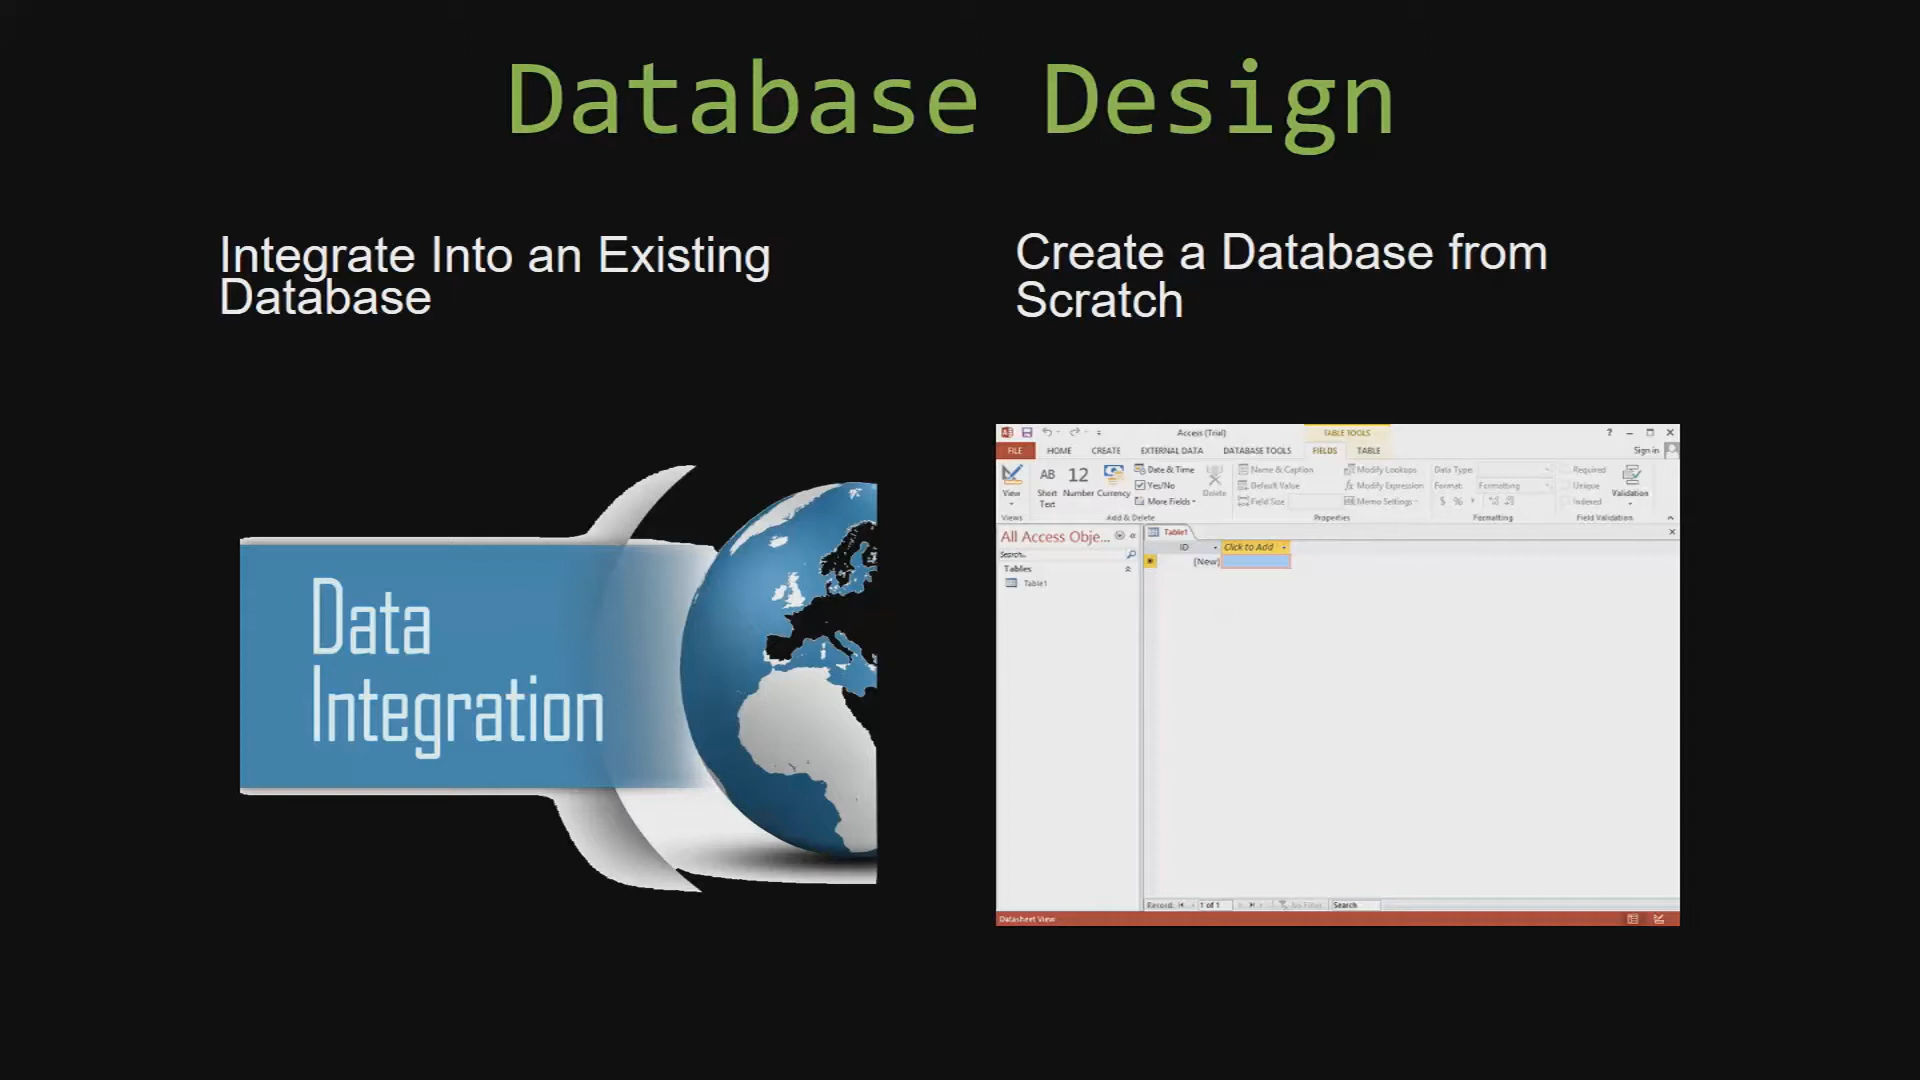 Database Design
Integrate Into an Existing
Database
Create a Database from
Scratch
Data
Integration
Access (Trial)
TABLE TOOLS
?
FILE HOME CREATE EXTERNAL DATA DATABASE TOOLS FIELDS TABLE
Sign in
View
AB
Short
Text
12
Number
Currency
Date & Time
Yes/No
More Fields
Delete
Name & Caption
Default Value
Field Size
Modify Lookups
Modify Expression
Memo Settings
Data Type:
Format: Formatting
$ %
Required
Unique
Indexed
Validation
Views Add & Delete Properties Formatting Field Validation
All Access Obje...
Search...
Tables
Table1
Table1
ID Click to Add
(New)
Record: 1 of 1 No Filter Search
Datasheet View